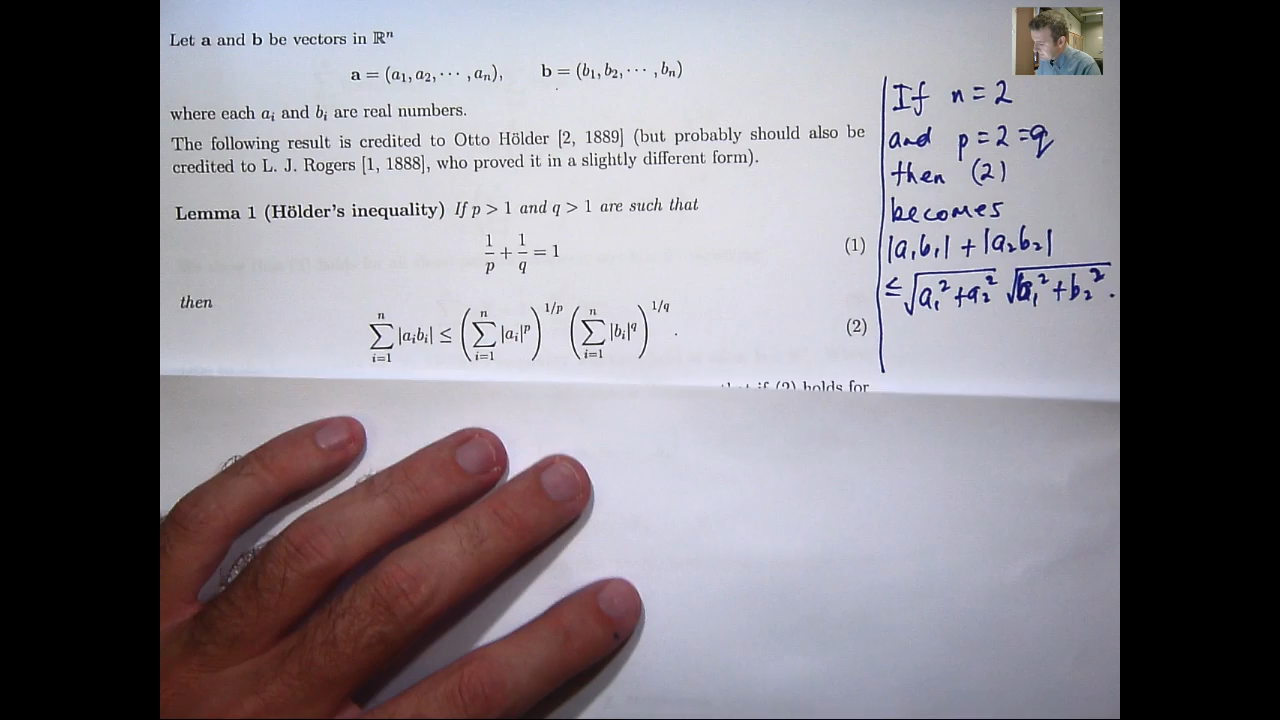 Let a and b be vectors in ℝⁿ
a = (a₁, a₂, ⋯ , aₙ),   b = (b₁, b₂, ⋯ , bₙ)
where each aᵢ and bᵢ are real numbers.
The following result is credited to Otto Hölder [2, 1889] (but probably should also be
credited to L. J. Rogers [1, 1888], who proved it in a slightly different form).
Lemma 1 (Hölder's inequality) If p > 1 and q > 1 are such that
1/p + 1/q = 1   (1)
then
∑ᵢ₌₁ⁿ |aᵢbᵢ| ≤ (∑ᵢ₌₁ⁿ |aᵢ|^p)^{1/p} (∑ᵢ₌₁ⁿ |bᵢ|^q)^{1/q} .   (2)
if (2) holds for
If n = 2
and p = 2 = q
then (2)
becomes
|a₁b₁| + |a₂b₂|
≤ √(a₁² + a₂²) √(b₁² + b₂²) .